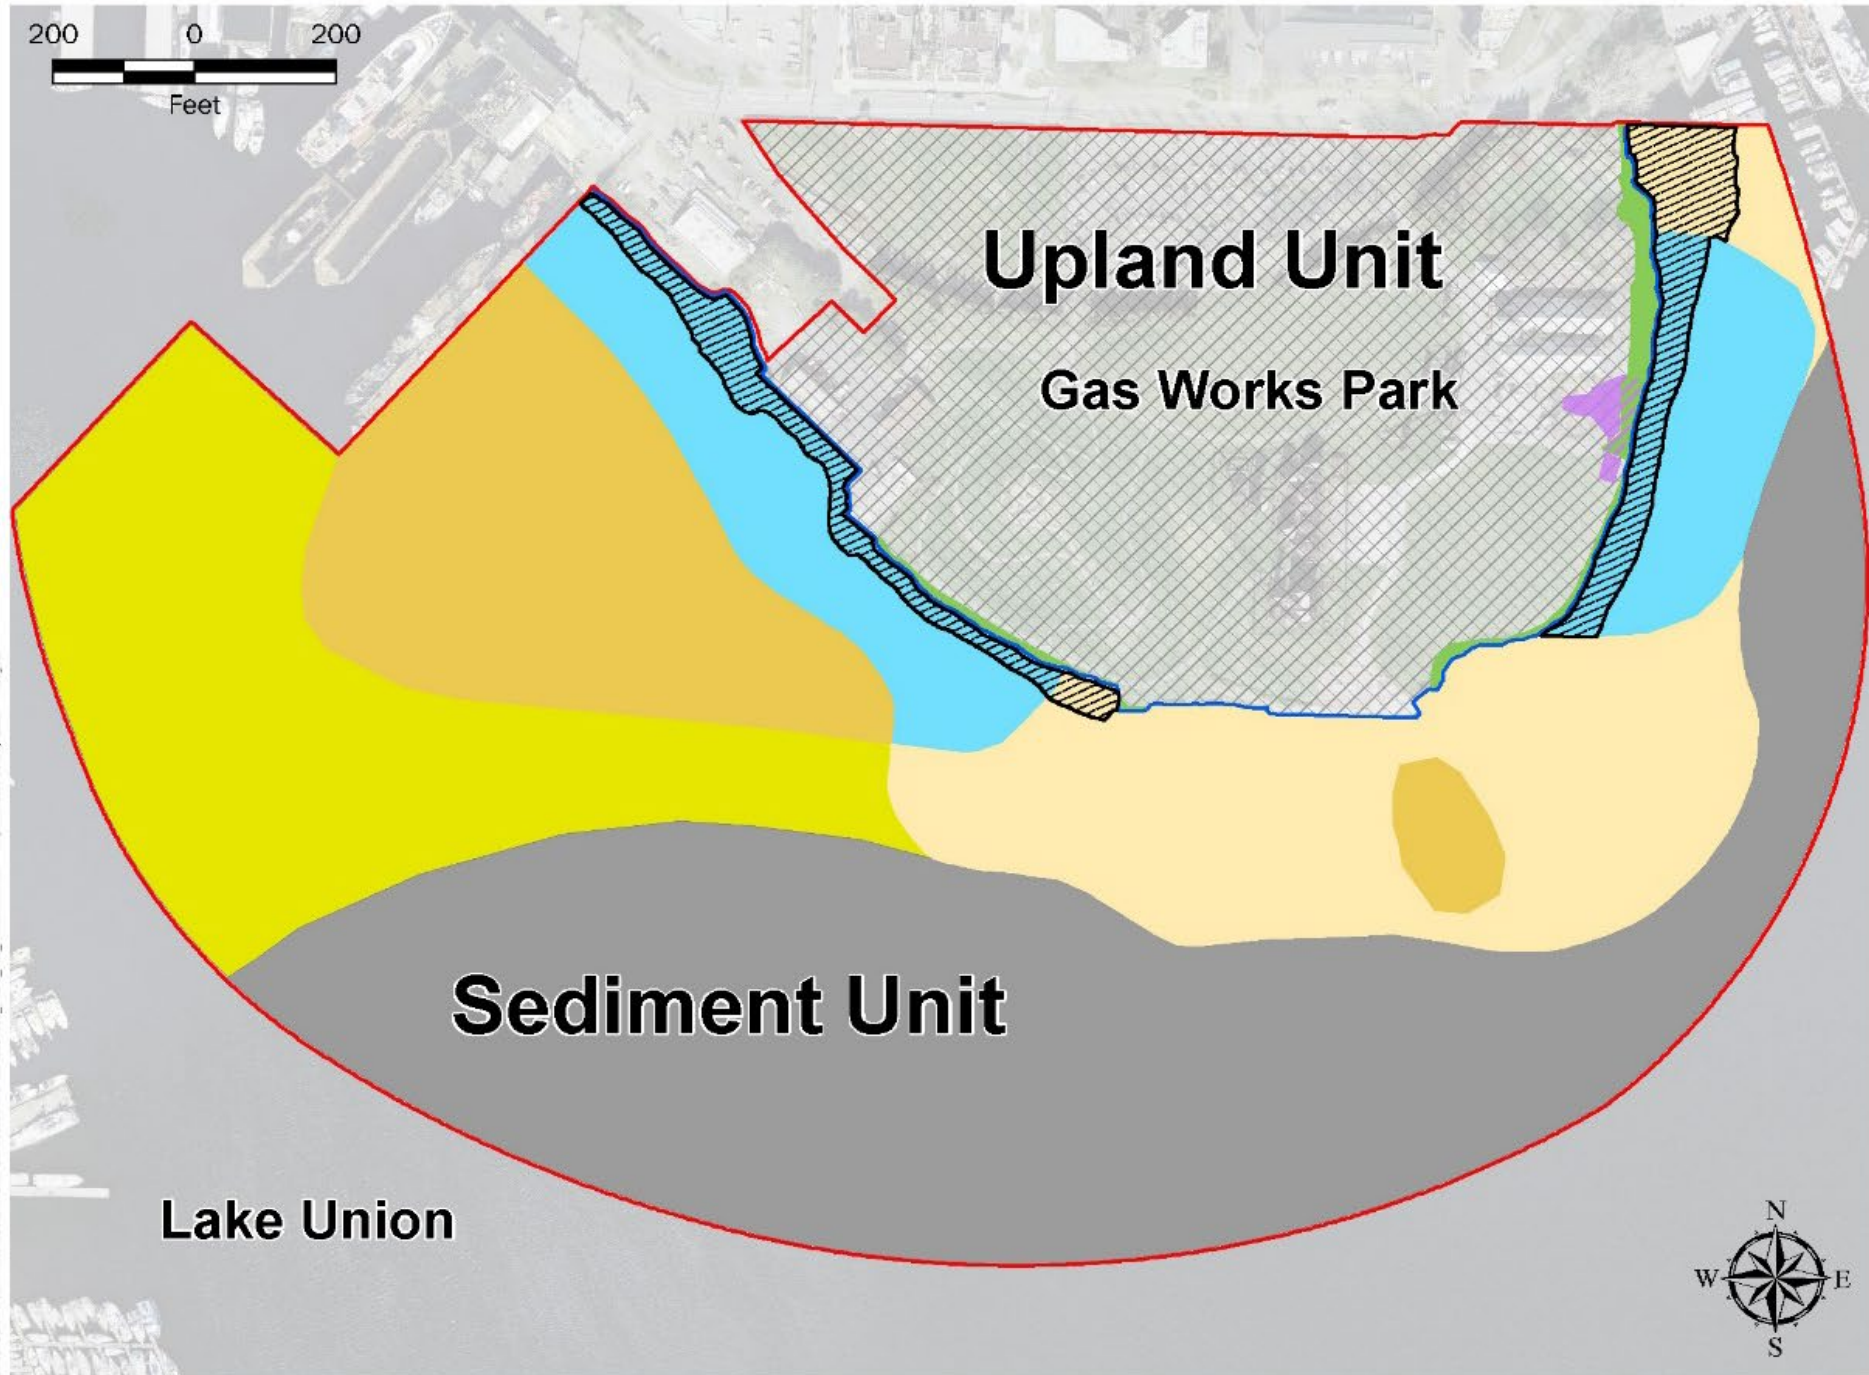 200 0 200
Feet
Upland Unit
Gas Works Park
Sediment Unit
Lake Union
N
W E
S